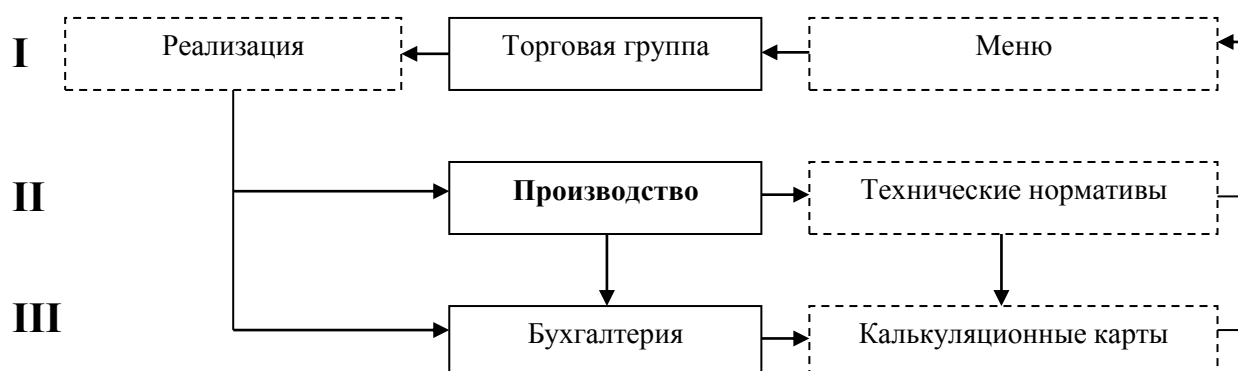 I Реализация Торговая группа Меню
II Производство Технические нормативы
III Бухгалтерия Калькуляционные карты